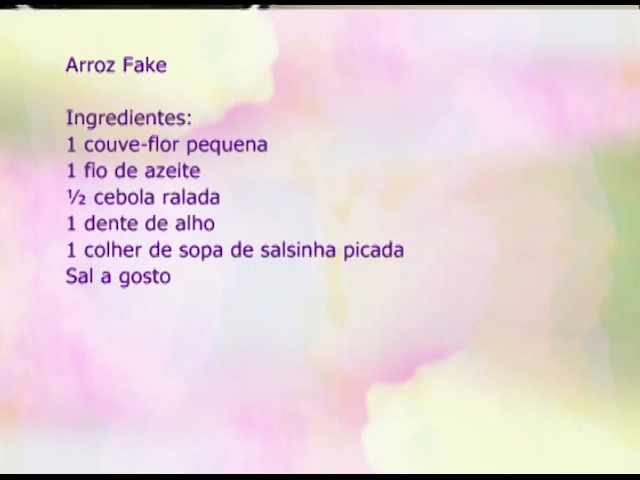 Arroz Fake
Ingredientes:
1 couve-flor pequena
1 fio de azeite
½ cebola ralada
1 dente de alho
1 colher de sopa de salsinha picada
Sal a gosto